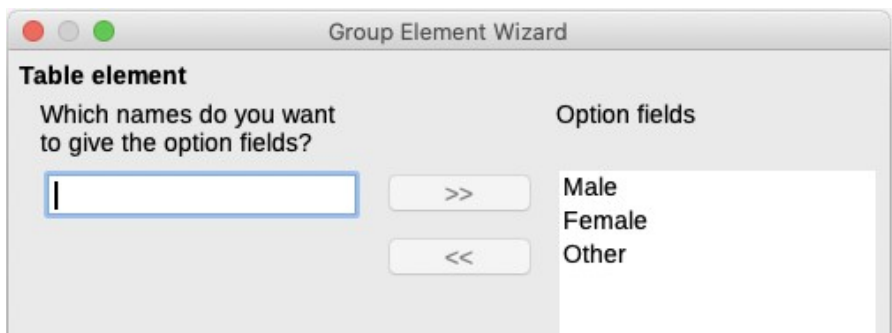 Group Element Wizard
Table element
Which names do you want
to give the option fields?
Option fields
>>
<<
Male
Female
Other